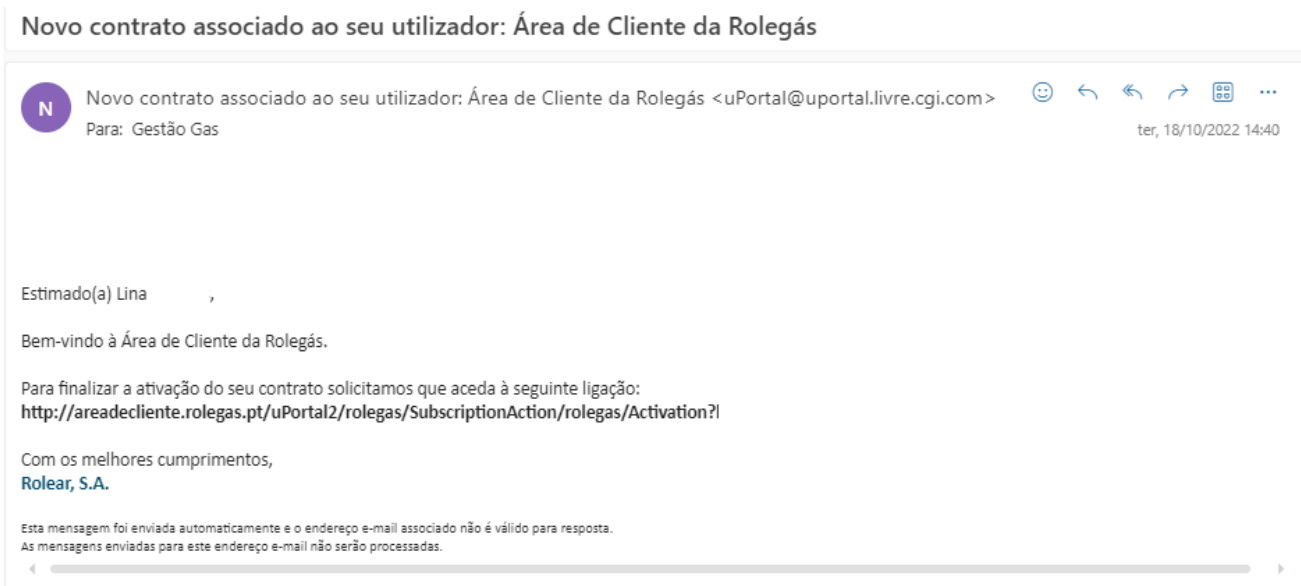 Novo contrato associado ao seu utilizador: Área de Cliente da Rolegás
N
Novo contrato associado ao seu utilizador: Área de Cliente da Rolegás <uPortal@uportal.livre.cgi.com>
Para: Gestão Gas
ter, 18/10/2022 14:40
Estimado(a) Lina ,
Bem-vindo à Área de Cliente da Rolegás.
Para finalizar a ativação do seu contrato solicitamos que aceda à seguinte ligação:
http://areadecliente.rolegas.pt/uPortal2/rolegas/SubscriptionAction/rolegas/Activation?
Com os melhores cumprimentos,
Rolear, S.A.
Esta mensagem foi enviada automaticamente e o endereço e-mail associado não é válido para resposta.
As mensagens enviadas para este endereço e-mail não serão processadas.